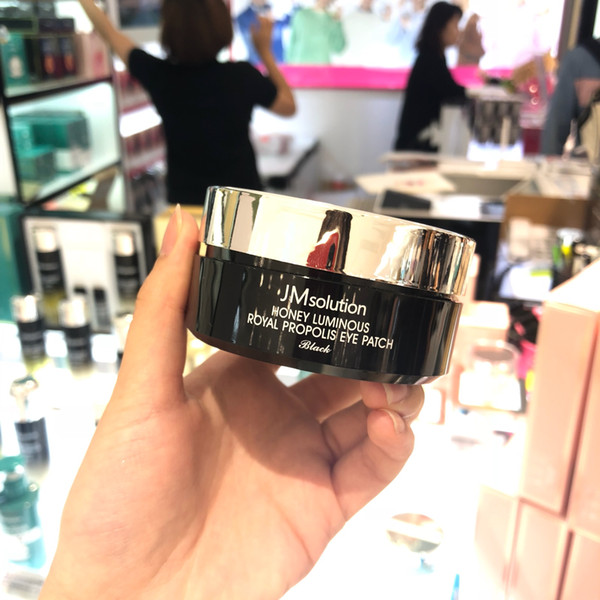 JMsolution
HONEY LUMINOUS
ROYAL PROPOLIS EYE PATCH
Black